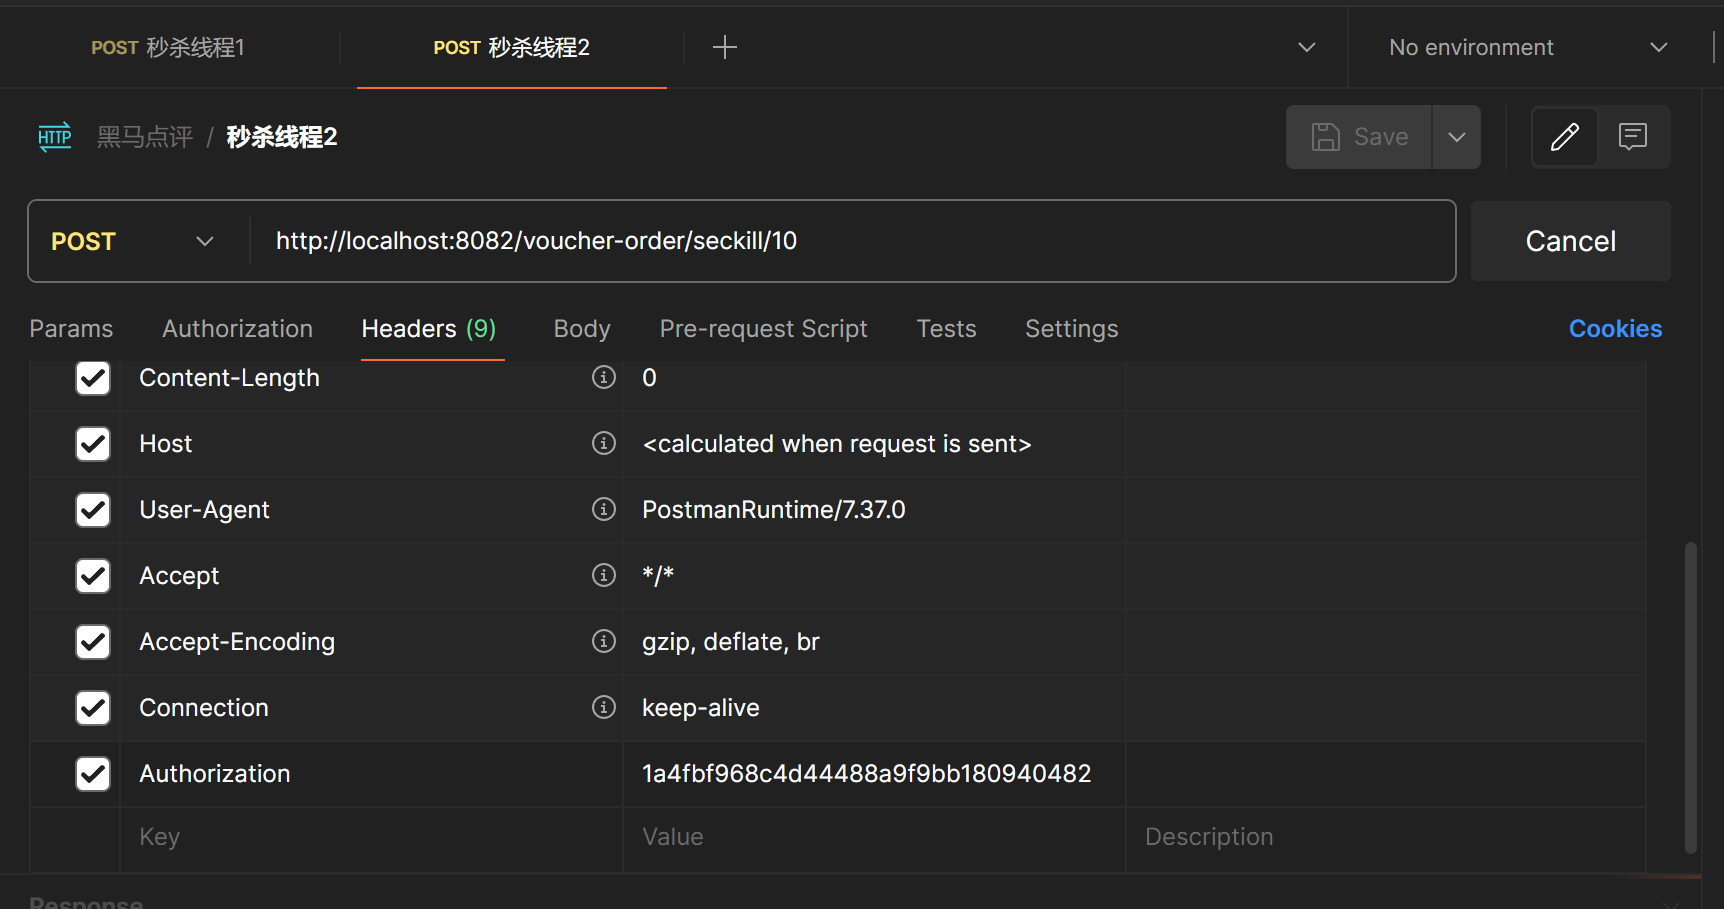 POST 秒杀线程1
POST 秒杀线程2
No environment
HTTP 黑马点评 / 秒杀线程2
Save
POST http://localhost:8082/voucher-order/seckill/10
Cancel
Params Authorization Headers (9) Body Pre-request Script Tests Settings Cookies
Content-Length 0
Host <calculated when request is sent>
User-Agent PostmanRuntime/7.37.0
Accept */*
Accept-Encoding gzip, deflate, br
Connection keep-alive
Authorization 1a4fbf968c4d44488a9f9bb180940482
Key Value Description
Response